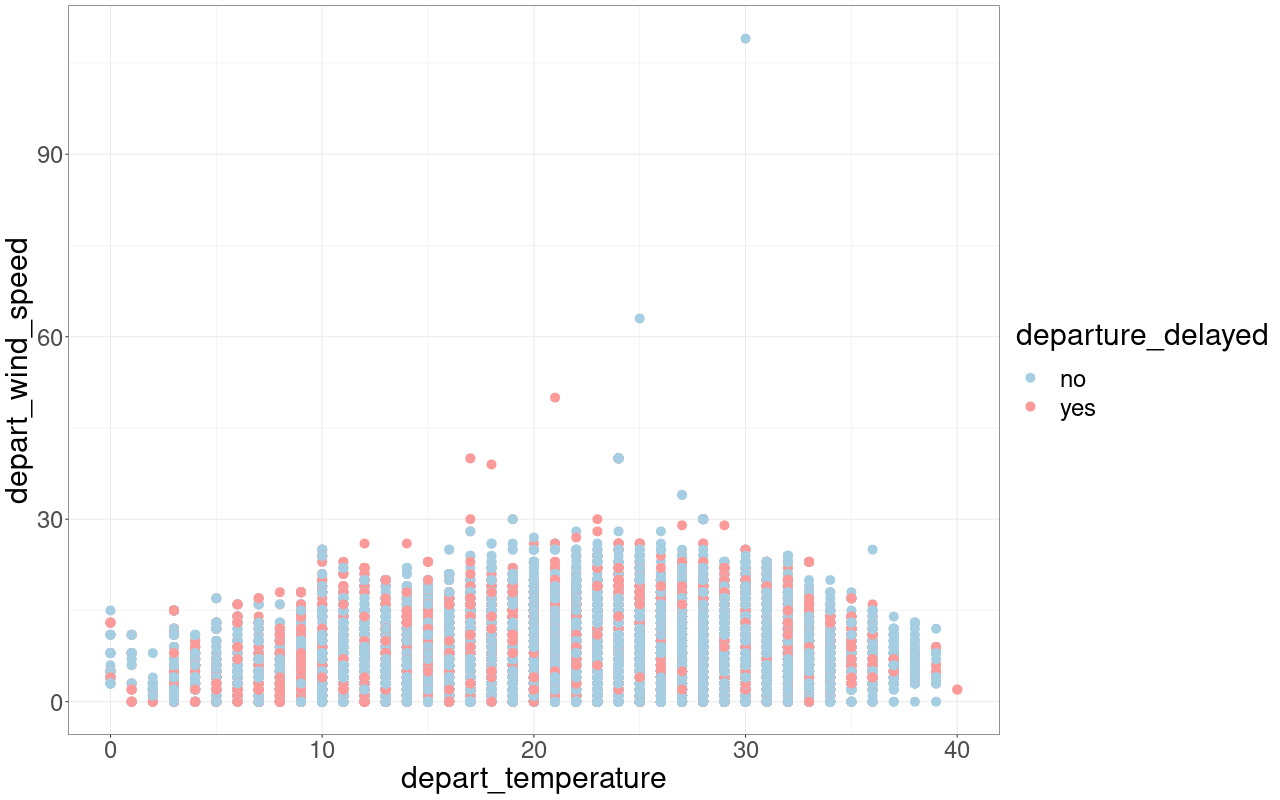 90
60
30
0
depart_wind_speed
0 10 20 30 40
depart_temperature
departure_delayed
no
yes